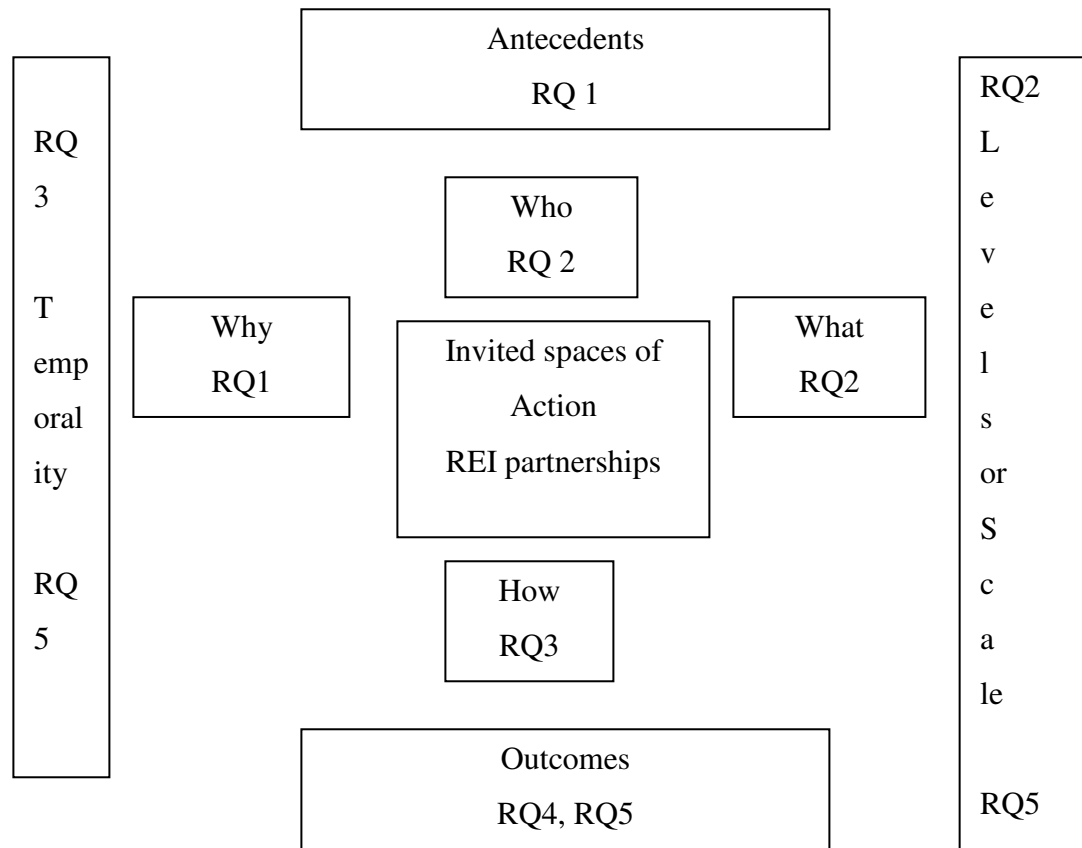 Antecedents
RQ 1
RQ
3
T
emp
oral
ity
RQ
5
Who
RQ 2
Why
RQ1
Invited spaces of
Action
REI partnerships
What
RQ2
How
RQ3
Outcomes
RQ4, RQ5
RQ2
L
e
v
e
l
s
or
S
c
a
le
RQ5